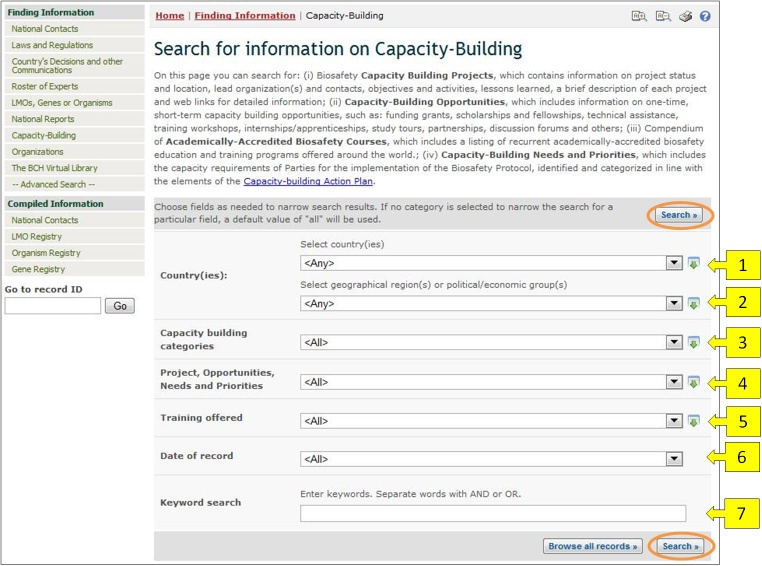 Finding Information
National Contacts
Laws and Regulations
Country's Decisions and other
Communications
Roster of Experts
LMOs, Genes or Organisms
National Reports
Capacity-Building
Organizations
The BCH Virtual Library
-- Advanced Search --
Compiled Information
National Contacts
LMO Registry
Organism Registry
Gene Registry
Go to record ID
Go
Home | Finding Information | Capacity-Building
Search for information on Capacity-Building
On this page you can search for: (i) Biosafety Capacity Building Projects, which contains information on project status
and location, lead organization(s) and contacts, objectives and activities, lessons learned, a brief description of each project
and web links for detailed information; (ii) Capacity-Building Opportunities, which includes information on one-time,
short-term capacity building opportunities, such as: funding grants, scholarships and fellowships, technical assistance,
training workshops, internships/apprenticeships, study tours, partnerships, discussion forums and others; (iii) Compendium
of Academically-Accredited Biosafety Courses, which includes a listing of recurrent academically-accredited biosafety
education and training programs offered around the world.; (iv) Capacity-Building Needs and Priorities, which includes
the capacity requirements of Parties for the implementation of the Biosafety Protocol, identified and categorized in line with
the elements of the Capacity-building Action Plan.
Choose fields as needed to narrow search results. If no category is selected to narrow the search for a
particular field, a default value of "all" will be used.
Search »
Select country(ies)
Country(ies):
<Any>
1
Select geographical region(s) or political/economic group(s)
<Any>
2
Capacity building
categories
<All>
3
Project, Opportunities,
Needs and Priorities
<All>
4
Training offered
<All>
5
Date of record
<All>
6
Keyword search
Enter keywords. Separate words with AND or OR.
7
Browse all records »
Search »